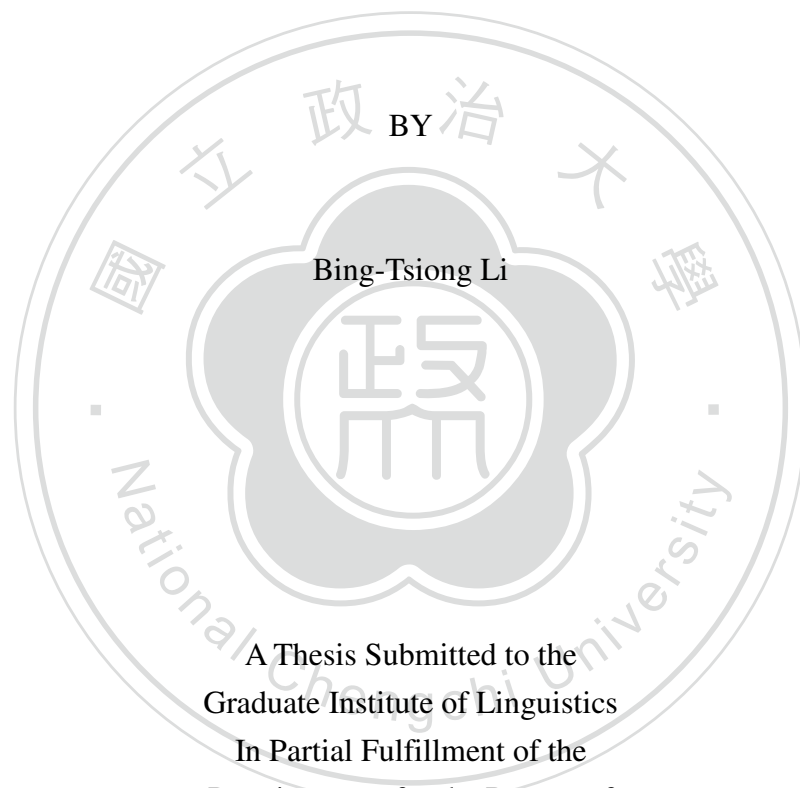 BY
Bing-Tsiong Li
國立政治大學
政
National Chengchi University
A Thesis Submitted to the
Graduate Institute of Linguistics
In Partial Fulfillment of the